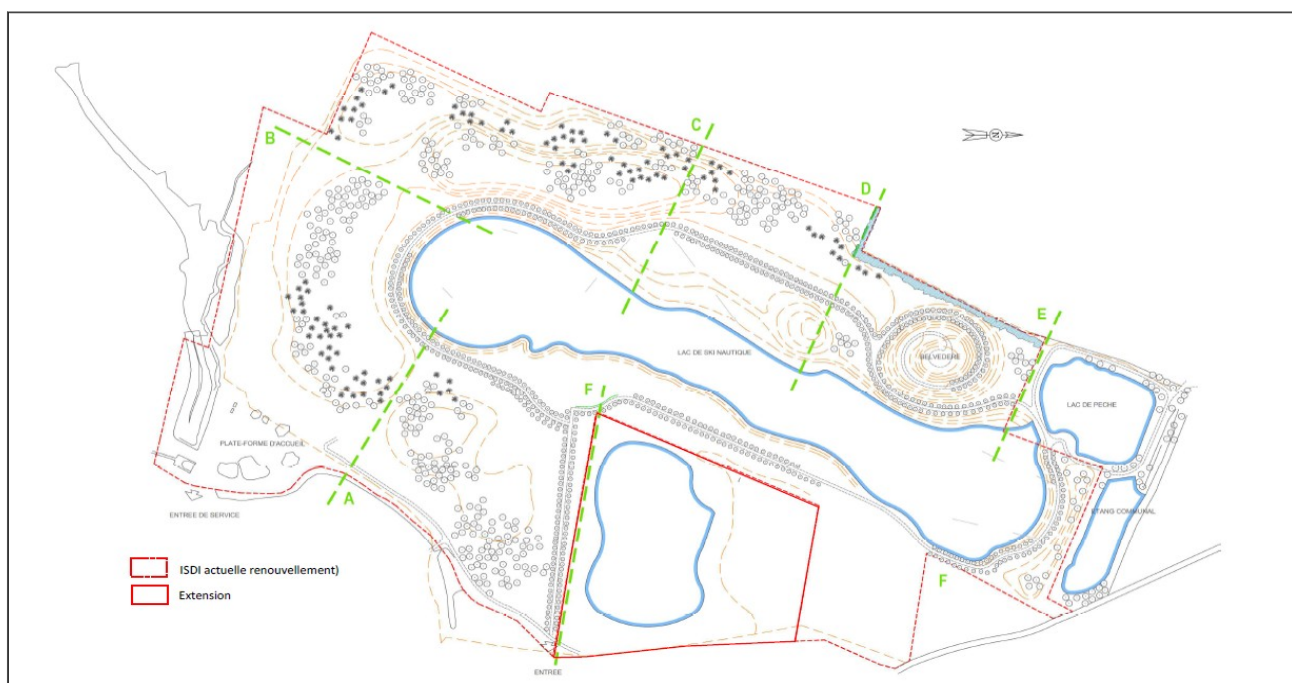 C
B
N
D
E
LAC DE SKI NAUTIQUE
BELVEDERE
F
LAC DE PECHE
PLATE-FORME D'ACCUEIL
A
ENTREE DE SERVICE
ETANG COMMUNAL
ISDI actuelle renouvellement)
F
Extension
ENTREE